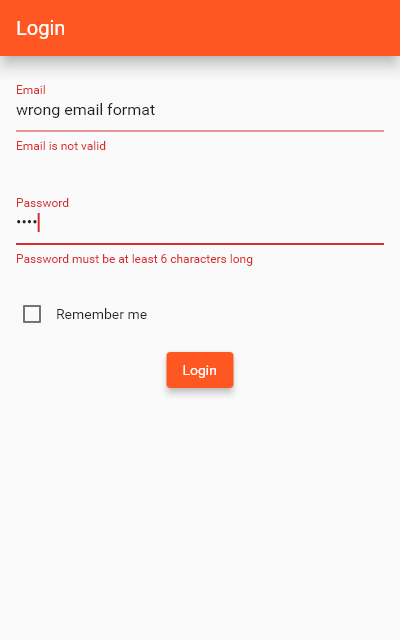 Login
Email
wrong email format
Email is not valid
Password
••••
Password must be at least 6 characters long
Remember me
Login